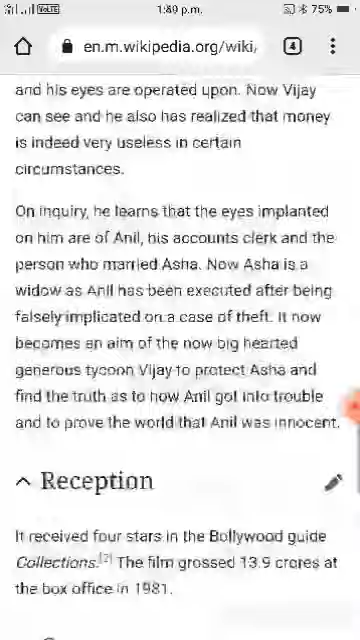 VoLTE 1:80 p.m. 75%
en.m.wikipedia.org/wiki/ 4
and his eyes are operated upon. Now Vijay
can see and he also has realized that money
is indeed very useless in certain
circumstances.
On inquiry, he learns that the eyes implanted
on him are of Anil, his accounts clerk and the
person who married Asha. Now Asha is a
widow as Anil has been executed after being
falsely implicated on a case of theft. It now
becomes an aim of the now big hearted
generous tycoon Vijay to protect Asha and
find the truth as to how Anil got into trouble
and to prove the world that Anil was innocent.
Reception
It received four stars in the Bollywood guide
Collections.[2] The film grossed 13.9 crores at
the box office in 1981.